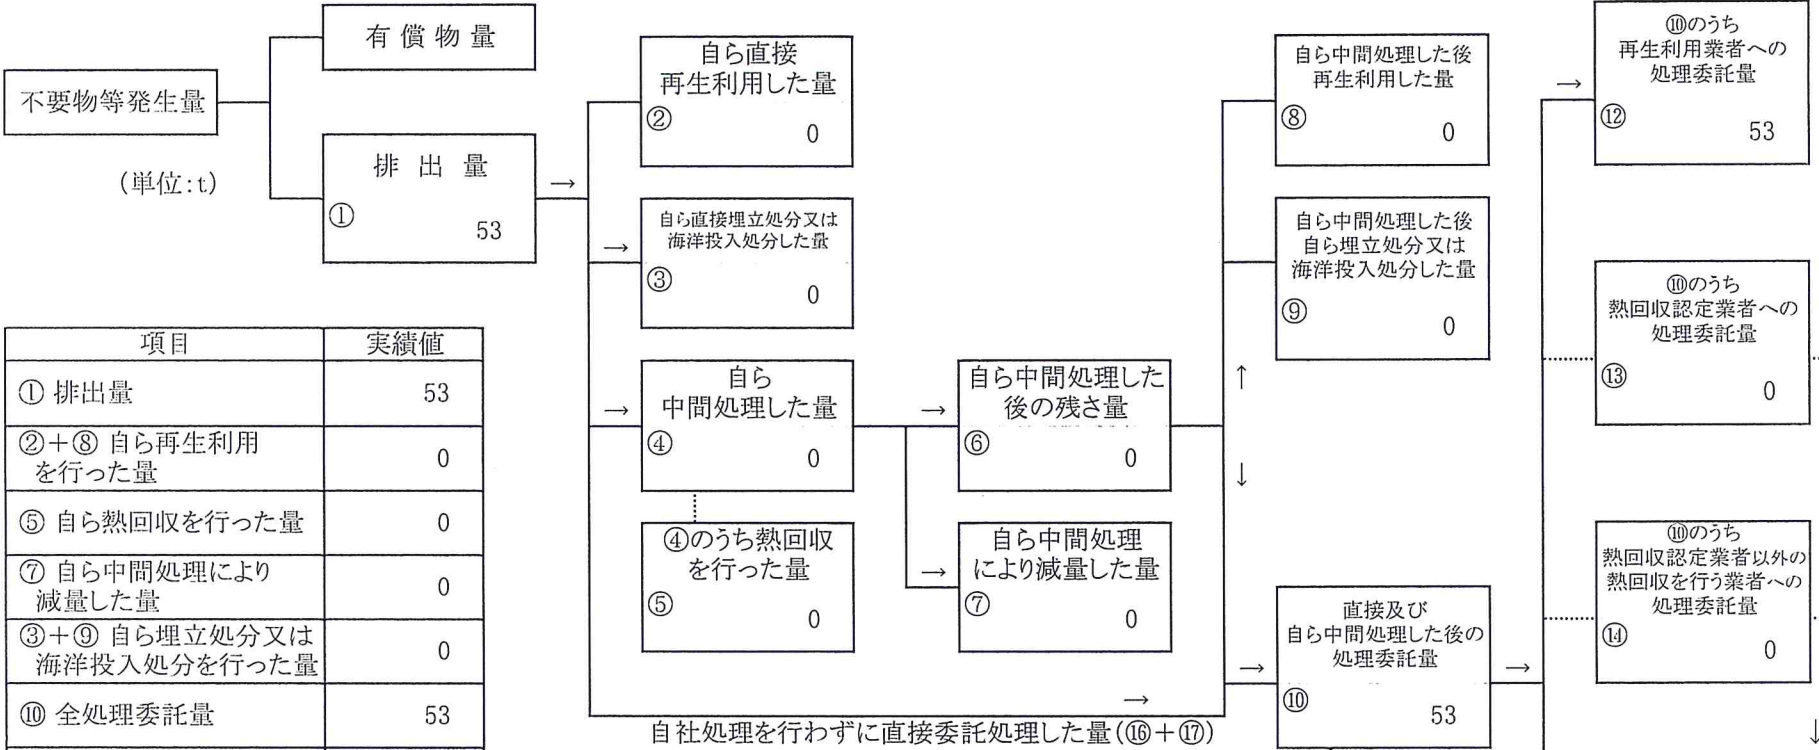 不要物等発生量
(単位:t)
有償物量
排出量
①
53
自ら直接
再生利用した量
②
0
自ら直接埋立処分又は
海洋投入処分した量
③
0
自ら
中間処理した量
④
0
④のうち熱回収
を行った量
⑤
0
自ら中間処理した
後の残さ量
⑥
0
自ら中間処理
により減量した量
⑦
0
自社処理を行わずに直接委託処理した量(⑯+⑰)
自ら中間処理した後
再生利用した量
⑧
0
自ら中間処理した後
自ら埋立処分又は
海洋投入処分した量
⑨
0
直接及び
自ら中間処理した後の
処理委託量
⑩
53
⑩のうち
再生利用業者への
処理委託量
⑫
53
⑩のうち
熱回収認定業者への
処理委託量
⑬
0
⑩のうち
熱回収認定業者以外の
熱回収を行う業者への
処理委託量
⑭
0
項目 実績値
① 排出量 53
②+⑧ 自ら再生利用
を行った量 0
⑤ 自ら熱回収を行った量 0
⑦ 自ら中間処理により
減量した量 0
③+⑨ 自ら埋立処分又は
海洋投入処分を行った量 0
⑩ 全処理委託量 53